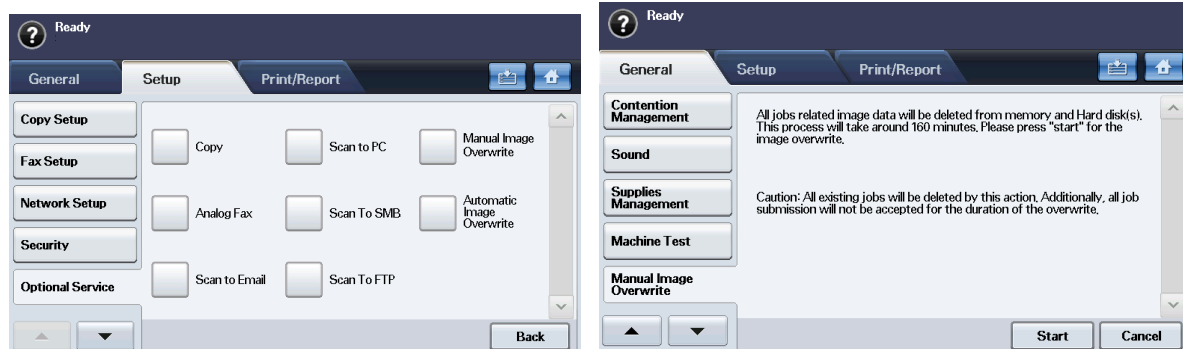 Ready
General
Setup
Print/Report
Copy Setup
Fax Setup
Network Setup
Security
Optional Service
Copy
Scan to PC
Manual Image
Overwrite
Analog Fax
Scan To SMB
Automatic
Image
Overwrite
Scan to Email
Scan To FTP
Back
Ready
General
Setup
Print/Report
Contention
Management
Sound
Supplies
Management
Machine Test
Manual Image
Overwrite
All jobs related image data will be deleted from memory and Hard disk(s).
This process will take around 160 minutes. Please press "start" for the
image overwrite.
Caution: All existing jobs will be deleted by this action. Additionally, all job
submission will not be accepted for the duration of the overwrite.
Start
Cancel